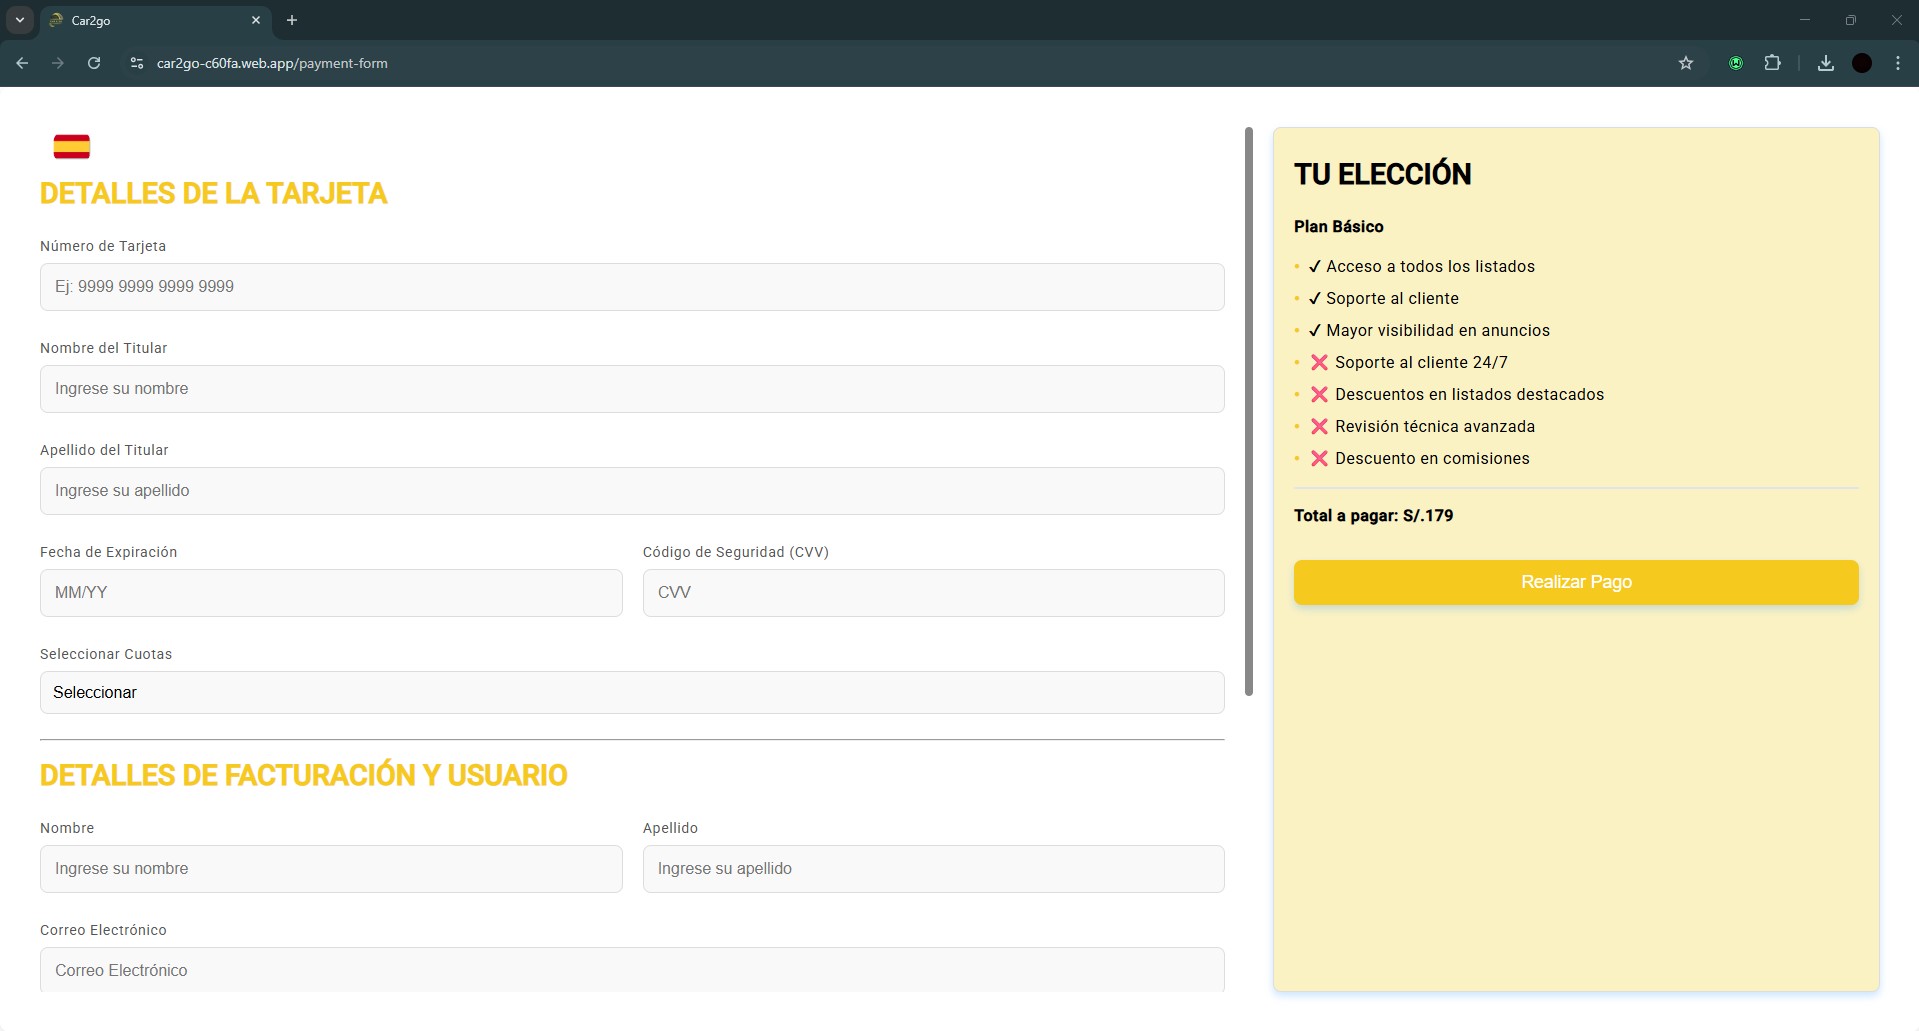 Car2go
car2go-c60fa.web.app/payment-form
DETALLES DE LA TARJETA
Número de Tarjeta
Ej: 9999 9999 9999 9999
Nombre del Titular
Ingrese su nombre
Apellido del Titular
Ingrese su apellido
Fecha de Expiración
Código de Seguridad (CVV)
MM/YY
CVV
Seleccionar Cuotas
Seleccionar
DETALLES DE FACTURACIÓN Y USUARIO
Nombre
Apellido
Ingrese su nombre
Ingrese su apellido
Correo Electrónico
Correo Electrónico
TU ELECCIÓN
Plan Básico
• ✔ Acceso a todos los listados
• ✔ Soporte al cliente
• ✔ Mayor visibilidad en anuncios
• ❌ Soporte al cliente 24/7
• ❌ Descuentos en listados destacados
• ❌ Revisión técnica avanzada
• ❌ Descuento en comisiones
Total a pagar: S/.179
Realizar Pago